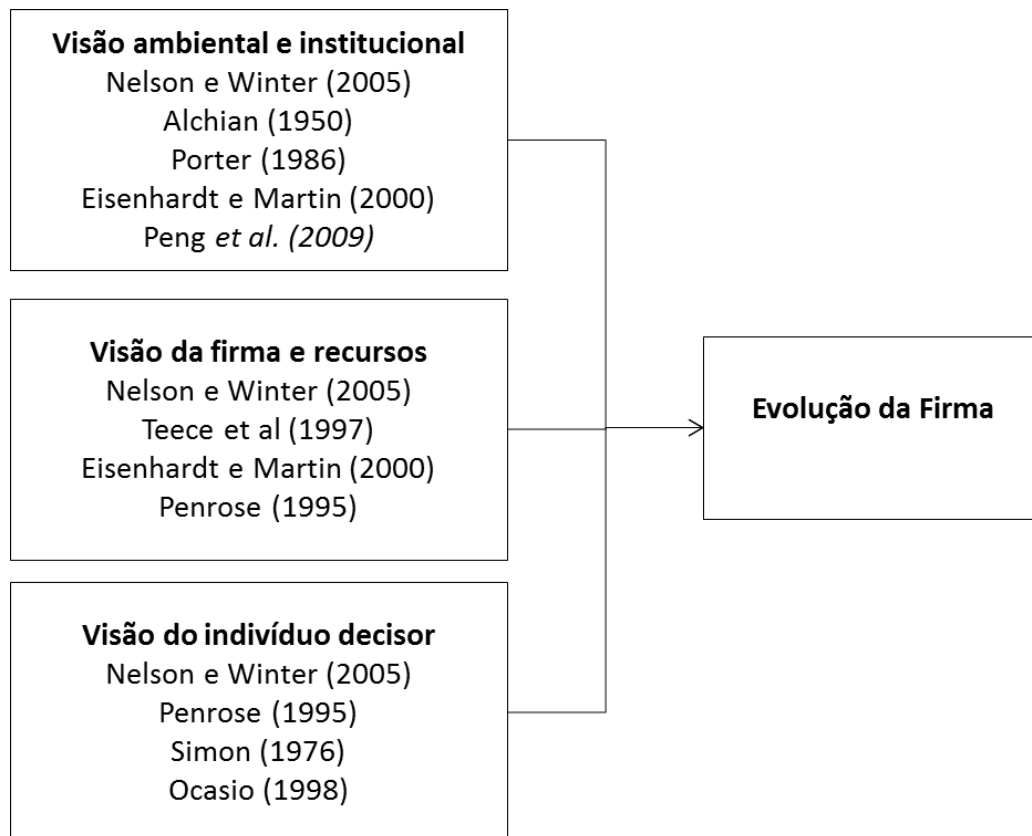 Visão ambiental e institucional
Nelson e Winter (2005)
Alchian (1950)
Porter (1986)
Eisenhardt e Martin (2000)
Peng et al. (2009)
Visão da firma e recursos
Nelson e Winter (2005)
Teece et al (1997)
Eisenhardt e Martin (2000)
Penrose (1995)
Visão do indivíduo decisor
Nelson e Winter (2005)
Penrose (1995)
Simon (1976)
Ocasio (1998)
Evolução da Firma